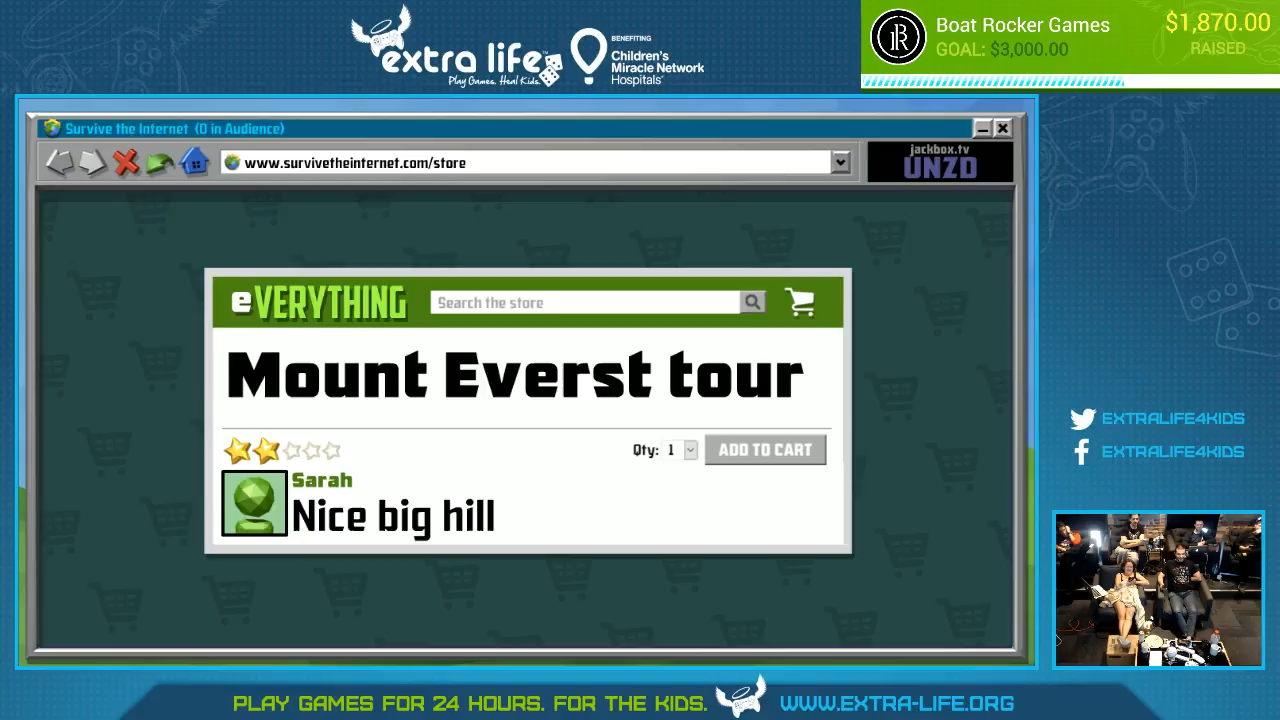 extra life™
Play Games. Heal Kids.
BENEFITING
Children's
Miracle Network
Hospitals®
Boat Rocker Games
GOAL: $3,000.00
$1,870.00
RAISED
Survive the Internet (0 in Audience)
www.survivetheinternet.com/store
jackbox.tv
UNZD
eVERYTHING
Search the store
Mount Everst tour
Qty: 1
ADD TO CART
Sarah
Nice big hill
EXTRALIFE4KIDS
EXTRALIFE4KIDS
PLAY GAMES FOR 24 HOURS. FOR THE KIDS.
WWW.EXTRA-LIFE.ORG